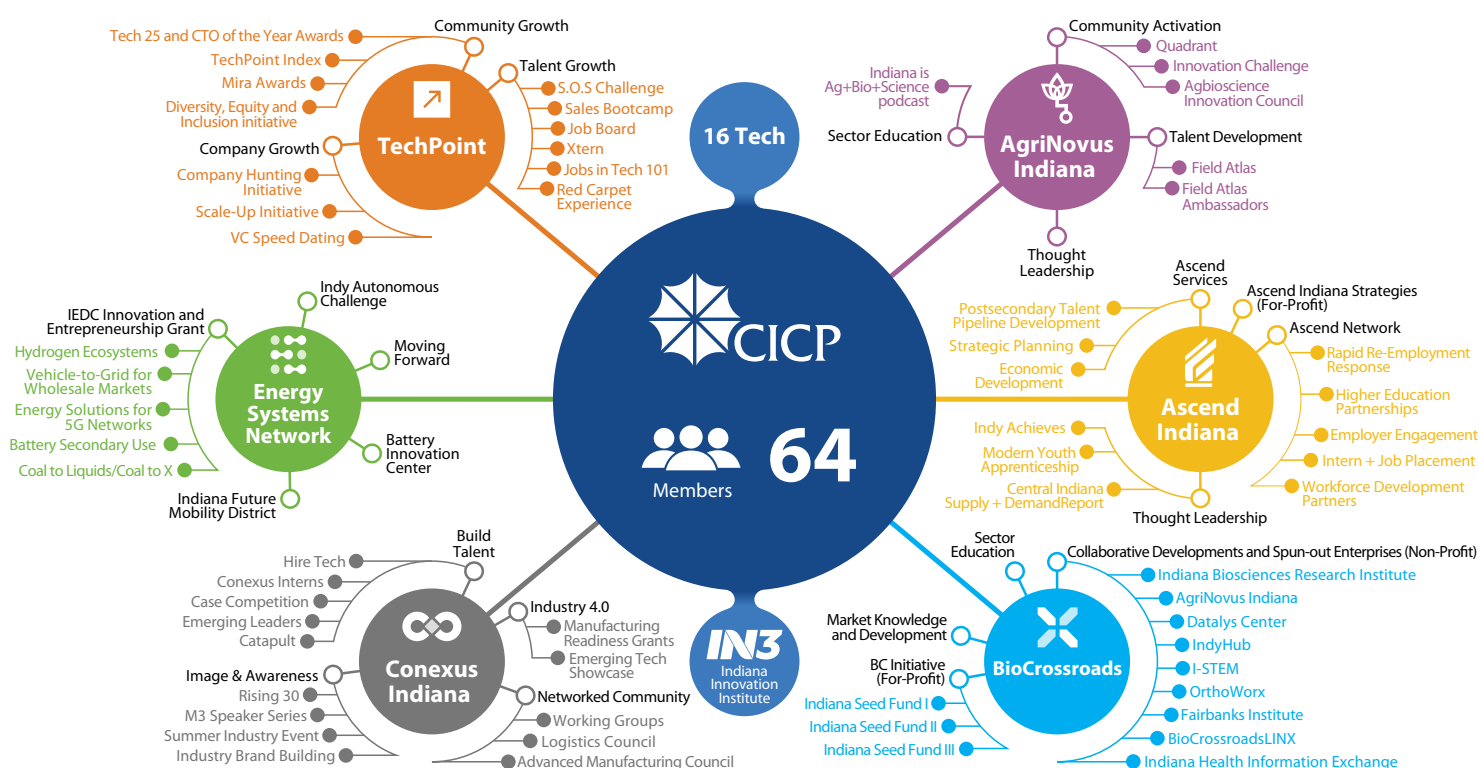 Community Growth
Tech 25 and CTO of the Year Awards
TechPoint Index
Mira Awards
Diversity, Equity and
Inclusion initiative
Talent Growth
S.O.S Challenge
Sales Bootcamp
Job Board
Xtern
Jobs in Tech 101
Red Carpet
Experience
TechPoint
Company Growth
Company Hunting
Initiative
Scale-Up Initiative
VC Speed Dating
16 Tech
Community Activation
Quadrant
Innovation Challenge
Agbioscience
Innovation Council
Indiana is
Ag+Bio+Science
podcast
Sector Education
AgriNovus
Indiana
Talent Development
Field Atlas
Field Atlas
Ambassadors
Thought
Leadership
Indy Autonomous
Challenge
IEDC Innovation and
Entrepreneurship Grant
Hydrogen Ecosystems
Vehicle-to-Grid for
Wholesale Markets
Energy Solutions for
5G Networks
Battery Secondary Use
Coal to Liquids/Coal to X
Moving
Forward
Energy
Systems
Network
Battery
Innovation
Center
Indiana Future
Mobility District
CICP
Members
64
Ascend
Services
Postsecondary Talent
Pipeline Development
Strategic Planning
Economic
Development
Ascend Indiana Strategies
(For-Profit)
Ascend Network
Rapid Re-Employment
Response
Higher Education
Partnerships
Employer Engagement
Intern + Job Placement
Workforce Development
Partners
Ascend
Indiana
Indy Achieves
Modern Youth
Apprenticeship
Central Indiana
Supply + DemandReport
Thought Leadership
Build
Talent
Hire Tech
Conexus Interns
Case Competition
Emerging Leaders
Catapult
Industry 4.0
Manufacturing
Readiness Grants
Emerging Tech
Showcase
Conexus
Indiana
Image & Awareness
Rising 30
M3 Speaker Series
Summer Industry Event
Industry Brand Building
Networked Community
Working Groups
Logistics Council
Advanced Manufacturing Council
IN3
Indiana
Innovation
Institute
Sector
Education
Market Knowledge
and Development
BC Initiative
(For-Profit)
Indiana Seed Fund I
Indiana Seed Fund II
Indiana Seed Fund III
BioCrossroads
Collaborative Developments and Spun-out Enterprises (Non-Profit)
Indiana Biosciences Research Institute
AgriNovus Indiana
Datalys Center
IndyHub
I-STEM
OrthoWorx
Fairbanks Institute
BioCrossroadsLINX
Indiana Health Information Exchange